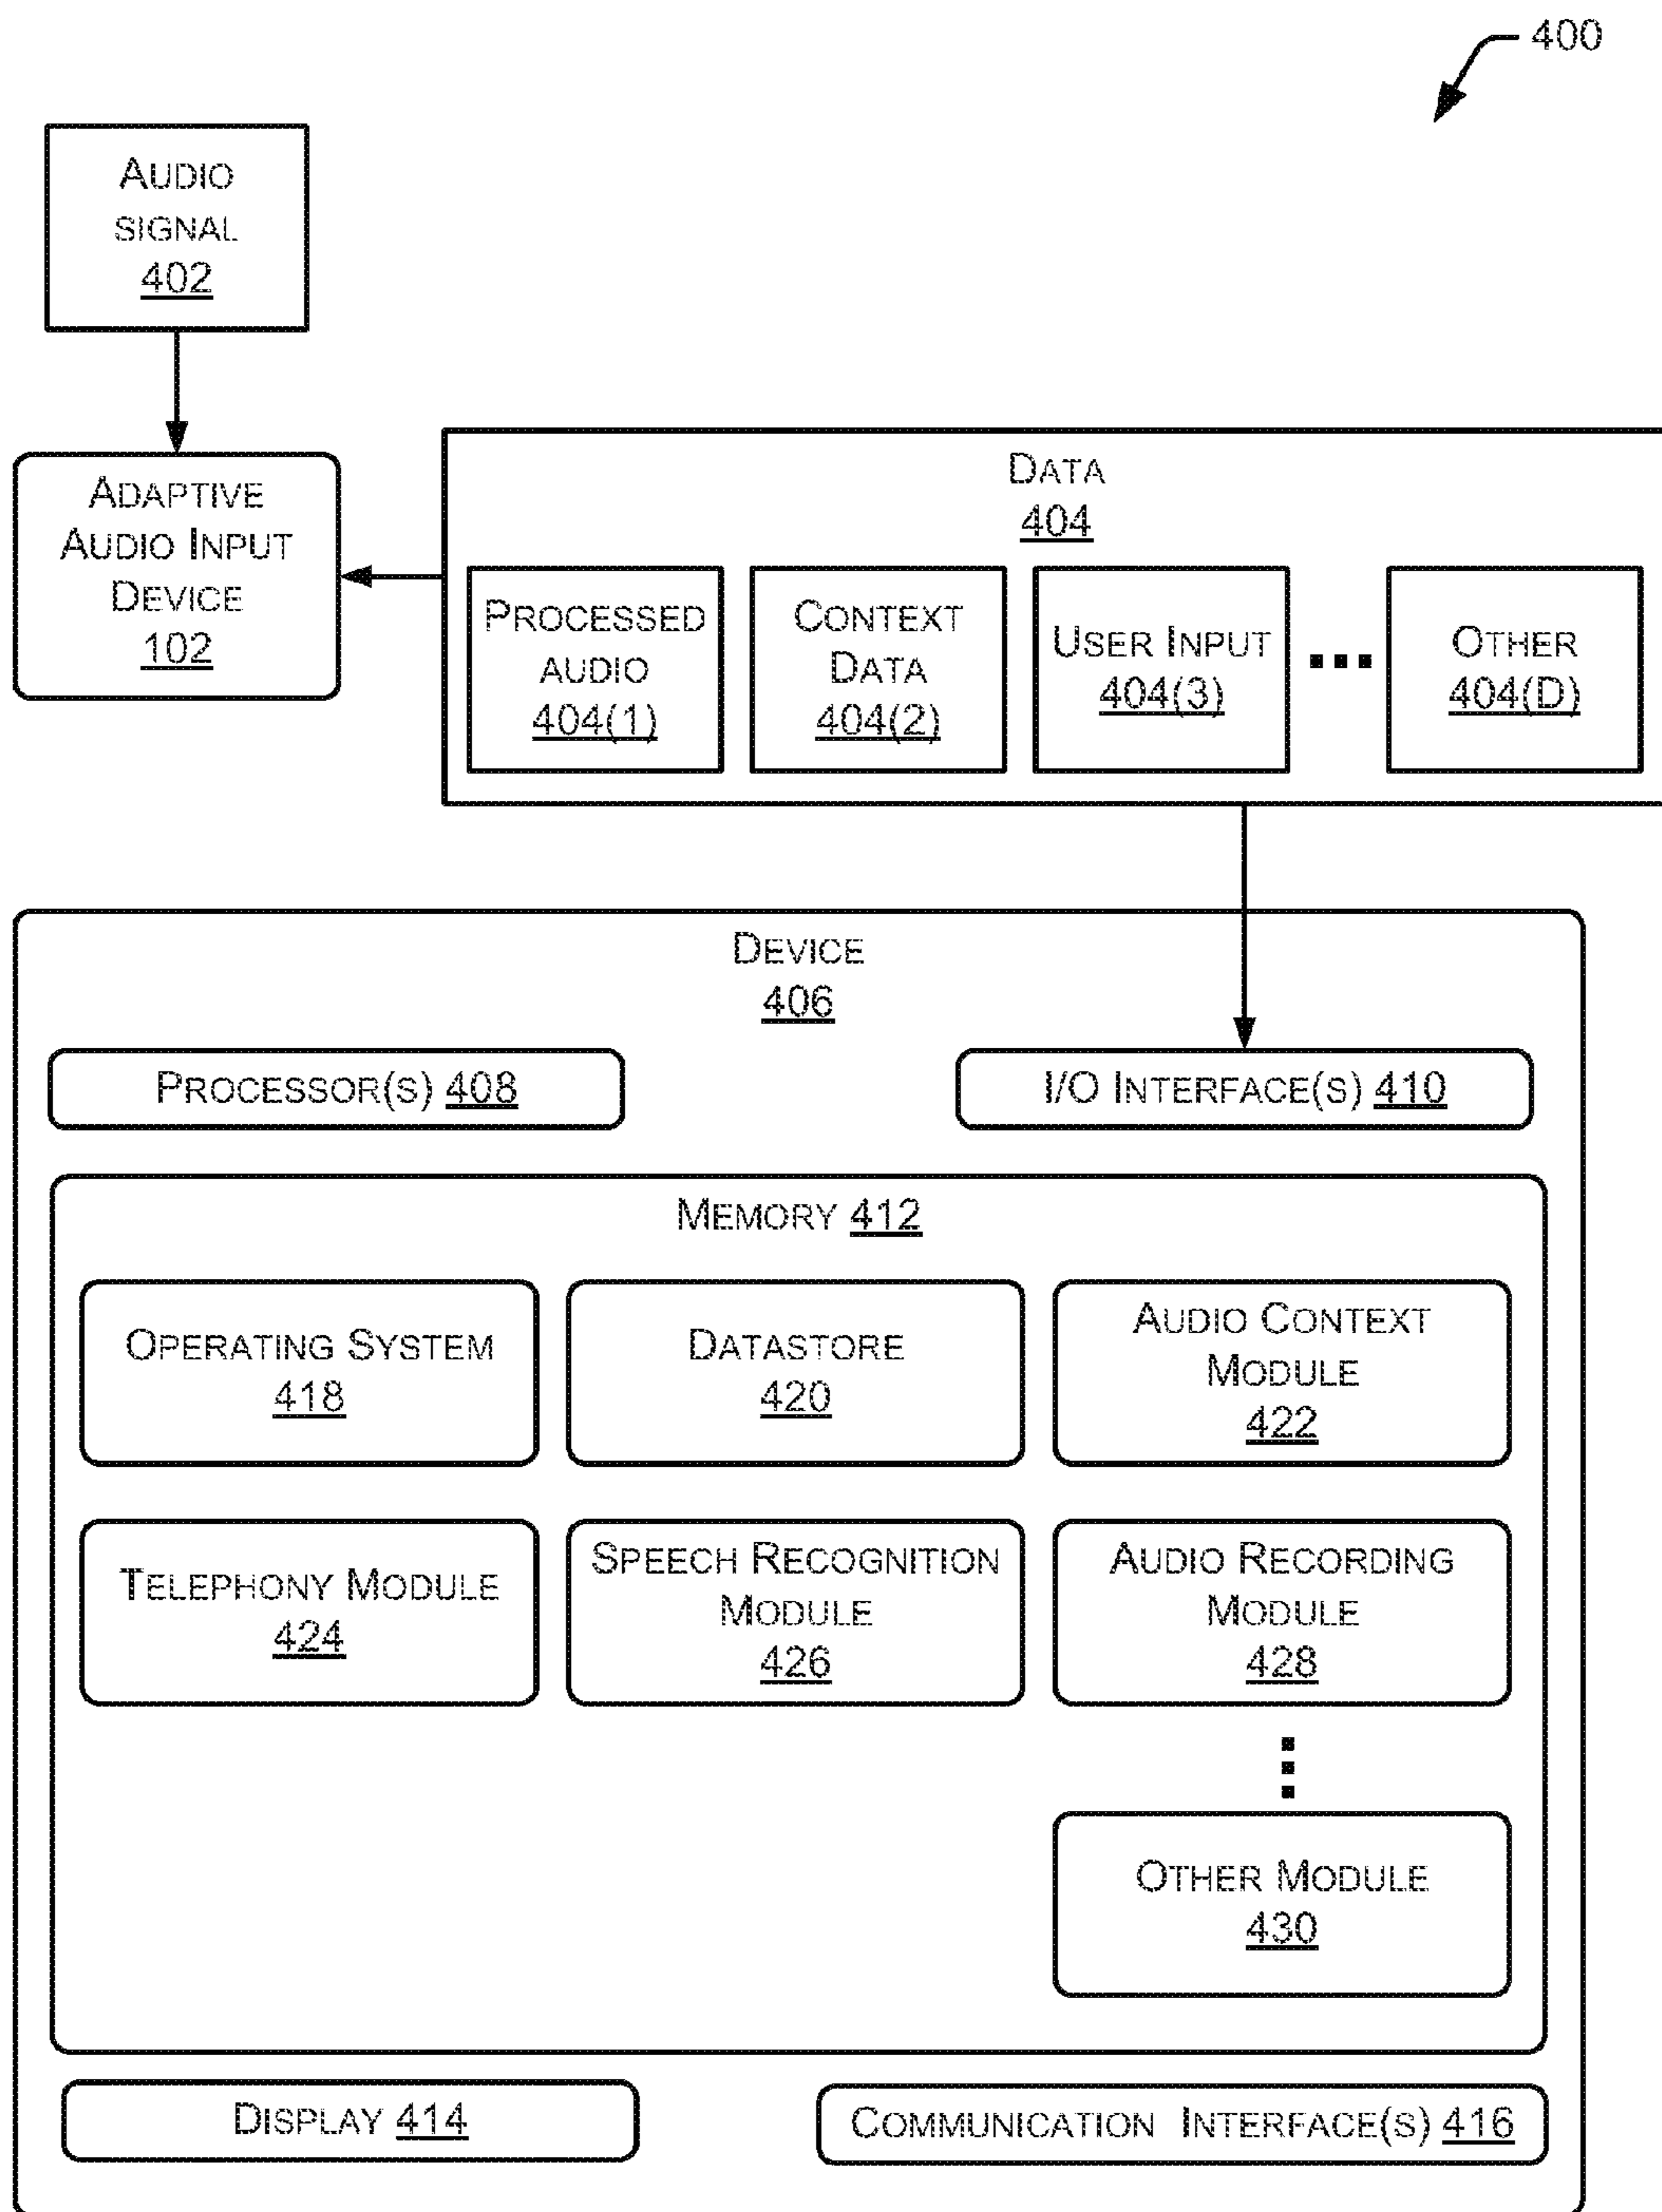 400
AUDIO
SIGNAL
402
ADAPTIVE
AUDIO INPUT
DEVICE
102
DATA
404
PROCESSED
AUDIO
404(1)
CONTEXT
DATA
404(2)
USER INPUT
404(3)
OTHER
404(D)
DEVICE
406
PROCESSOR(S) 408
I/O INTERFACE(S) 410
MEMORY 412
OPERATING SYSTEM
418
DATASTORE
420
AUDIO CONTEXT
MODULE
422
TELEPHONY MODULE
424
SPEECH RECOGNITION
MODULE
426
AUDIO RECORDING
MODULE
428
OTHER MODULE
430
DISPLAY 414
COMMUNICATION INTERFACE(S) 416